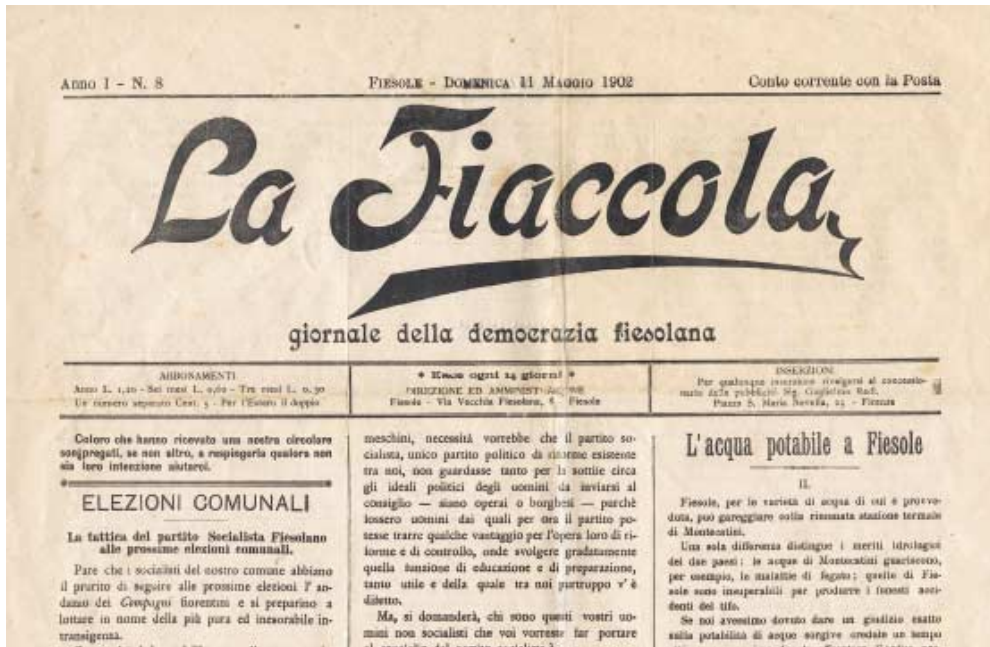 Anno I - N. 8
FIESOLE - DOMENICA 11 MAGGIO 1902
Conto corrente con la Posta
La Fiaccola
giornale della democrazia fiesolana
ABBONAMENTI
Anno L. 1,20 - Sei mesi L. 0,60 - Tre mesi L. 0,30
Un numero separato Cent. 5 - Per l'Estero il doppio
* Esce ogni 14 giorni *
DIREZIONE ED
Fiesole - Via Vecchia Fiesolana, 6 - Fiesole
INSERZIONI
Per qualunque inserzione rivolgersi al
della pubblicità Sig. Guglielmo
Piazza S. Maria Novella, - Firenze
Coloro che hanno ricevuto una nostra circolare
son pregati, se non altro, a respingerla qualora non
sia loro intenzione aiutarci.
ELEZIONI COMUNALI
La tattica del partito Socialista Fiesolano
alle prossime elezioni comunali.
Pare che i socialisti del nostro comune abbiano
il prurito di seguire alle prossime elezioni l'an-
dazzo dei Compagni fiorentini e si preparino a
lottare in nome della più pura ed inesorabile in-
transigenza.
meschini, necessità vorrebbe che il partito so-
cialista, unico partito politico di riforme esistente
tra noi, non guardasse tanto per la sottile circa
gli ideali politici degli uomini da inviarsi al
consiglio — siano operai o borghesi — purchè
fossero uomini dai quali per ora il partito po-
tesse trarre qualche vantaggio per l'opera loro di ri-
forme e di controllo, onde svolgere gradatamente
quella funzione di educazione e di preparazione,
tanto utile e della quale tra noi purtroppo v' è
difetto.
Ma, si domanderà, chi sono questi vostri uo-
mini non socialisti che voi vorreste far portare
al consiglio dal partito socialista?
L'acqua potabile a Fiesole
II.
Fiesole, per le varietà di acqua di cui è provve-
duta, può gareggiare colla rinomata stazione termale
di Montecatini.
Una sola differenza distingue i meriti idrologici
dei due paesi: le acque di Montecatini guariscono,
per esempio, le malattie di fegato; quelle di Fie-
sole sono insuperabili per produrre i funesti acci-
denti del tifo.
Se noi avessimo dovuto dare un giudizio esatto
sulla potabilità di acque sorgive un tempo